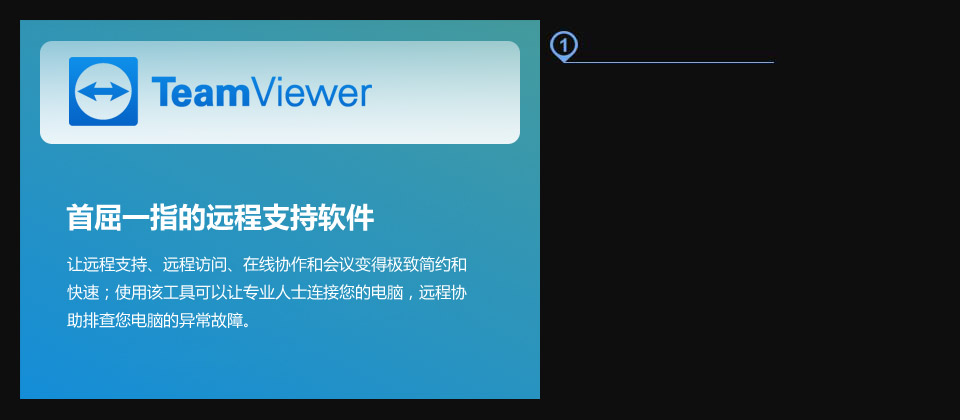 TeamViewer
1
首屈一指的远程支持软件
让远程支持、远程访问、在线协作和会议变得极致简约和
快速；使用该工具可以让专业人士连接您的电脑，远程协
助排查您电脑的异常故障。